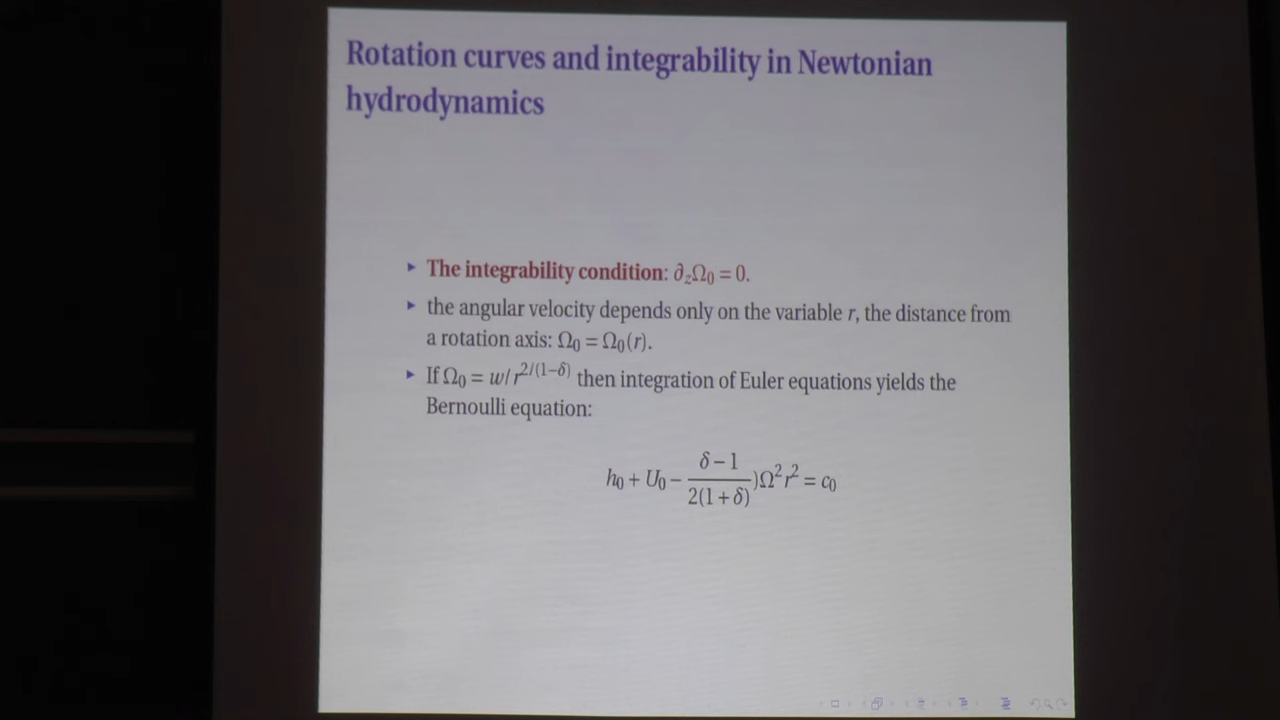 Rotation curves and integrability in Newtonian
hydrodynamics
▸ The integrability condition: ∂_zΩ₀ = 0.
▸ the angular velocity depends only on the variable r, the distance from
a rotation axis: Ω₀ = Ω₀(r).
▸ If Ω₀ = w/r^{2/(1−δ)} then integration of Euler equations yields the
Bernoulli equation:
h₀ + U₀ − \frac{δ − 1}{2(1 + δ)})Ω²r² = c₀